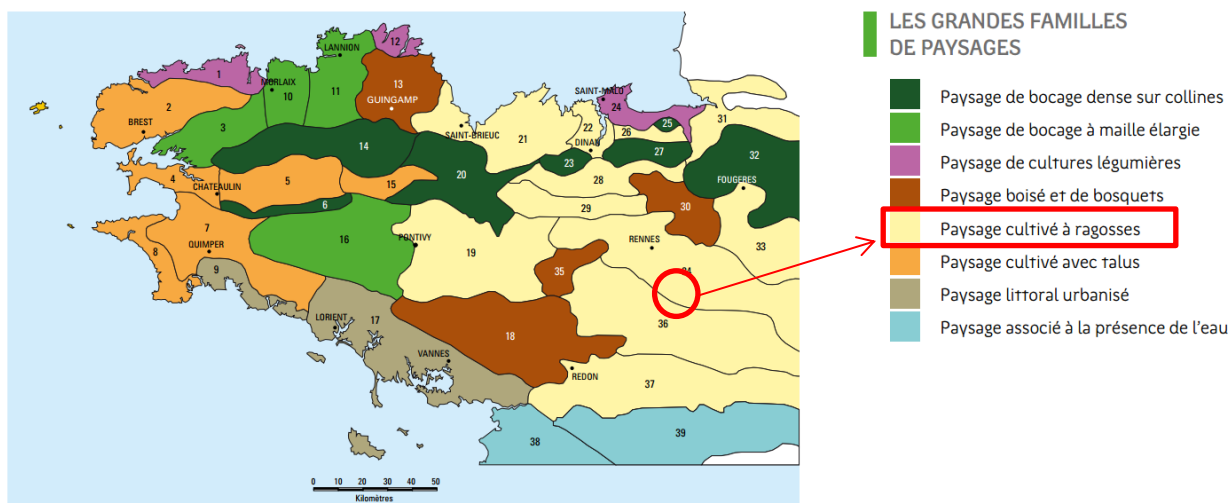 LES GRANDES FAMILLES
DE PAYSAGES
Paysage de bocage dense sur collines
Paysage de bocage à maille élargie
Paysage de cultures légumières
Paysage boisé et de bosquets
Paysage cultivé à ragosses
Paysage cultivé avec talus
Paysage littoral urbanisé
Paysage associé à la présence de l'eau
LANNION
12
1
MORLAIX
10
11
13
GUINGAMP
2
BREST
3
SAINT-MALO
24
25
31
22
26
SAINT-BRIEUC
21
DINAN
27
14
23
32
20
4
CHATEAULIN
5
15
28
FOUGERES
6
29
30
7
16
PONTIVY
RENNES
QUIMPER
8
19
33
9
35
34
17
LORIENT
36
18
VANNES
REDON
37
38
39
0 10 20 30 40 50
Kilomètres